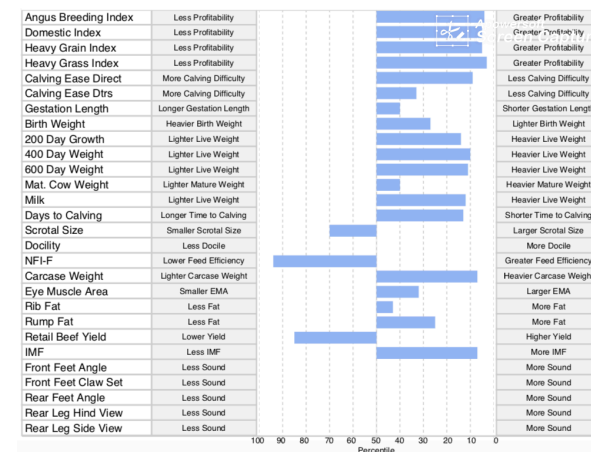 Angus Breeding Index Less Profitability Greater Profitability
Domestic Index Less Profitability Greater Profitability
Heavy Grain Index Less Profitability Greater Profitability
Heavy Grass Index Less Profitability Greater Profitability
Calving Ease Direct More Calving Difficulty Less Calving Difficulty
Calving Ease Dtrs More Calving Difficulty Less Calving Difficulty
Gestation Length Longer Gestation Length Shorter Gestation Lengt
Birth Weight Heavier Birth Weight Lighter Birth Weight
200 Day Growth Lighter Live Weight Heavier Live Weight
400 Day Weight Lighter Live Weight Heavier Live Weight
600 Day Weight Lighter Live Weight Heavier Live Weight
Mat. Cow Weight Lighter Mature Weight Heavier Mature Weight
Milk Lighter Live Weight Heavier Live Weight
Days to Calving Longer Time to Calving Shorter Time to Calving
Scrotal Size Smaller Scrotal Size Larger Scrotal Size
Docility Less Docile More Docile
NFI-F Lower Feed Efficiency Greater Feed Efficiency
Carcase Weight Lighter Carcase Weight Heavier Carcase Weigh
Eye Muscle Area Smaller EMA Larger EMA
Rib Fat Less Fat More Fat
Rump Fat Less Fat More Fat
Retail Beef Yield Lower Yield Higher Yield
IMF Less IMF More IMF
Front Feet Angle Less Sound More Sound
Front Feet Claw Set Less Sound More Sound
Rear Feet Angle Less Sound More Sound
Rear Leg Hind View Less Sound More Sound
Rear Leg Side View Less Sound More Sound
100 90 80 70 60 50 40 30 20 10 0
Percentile